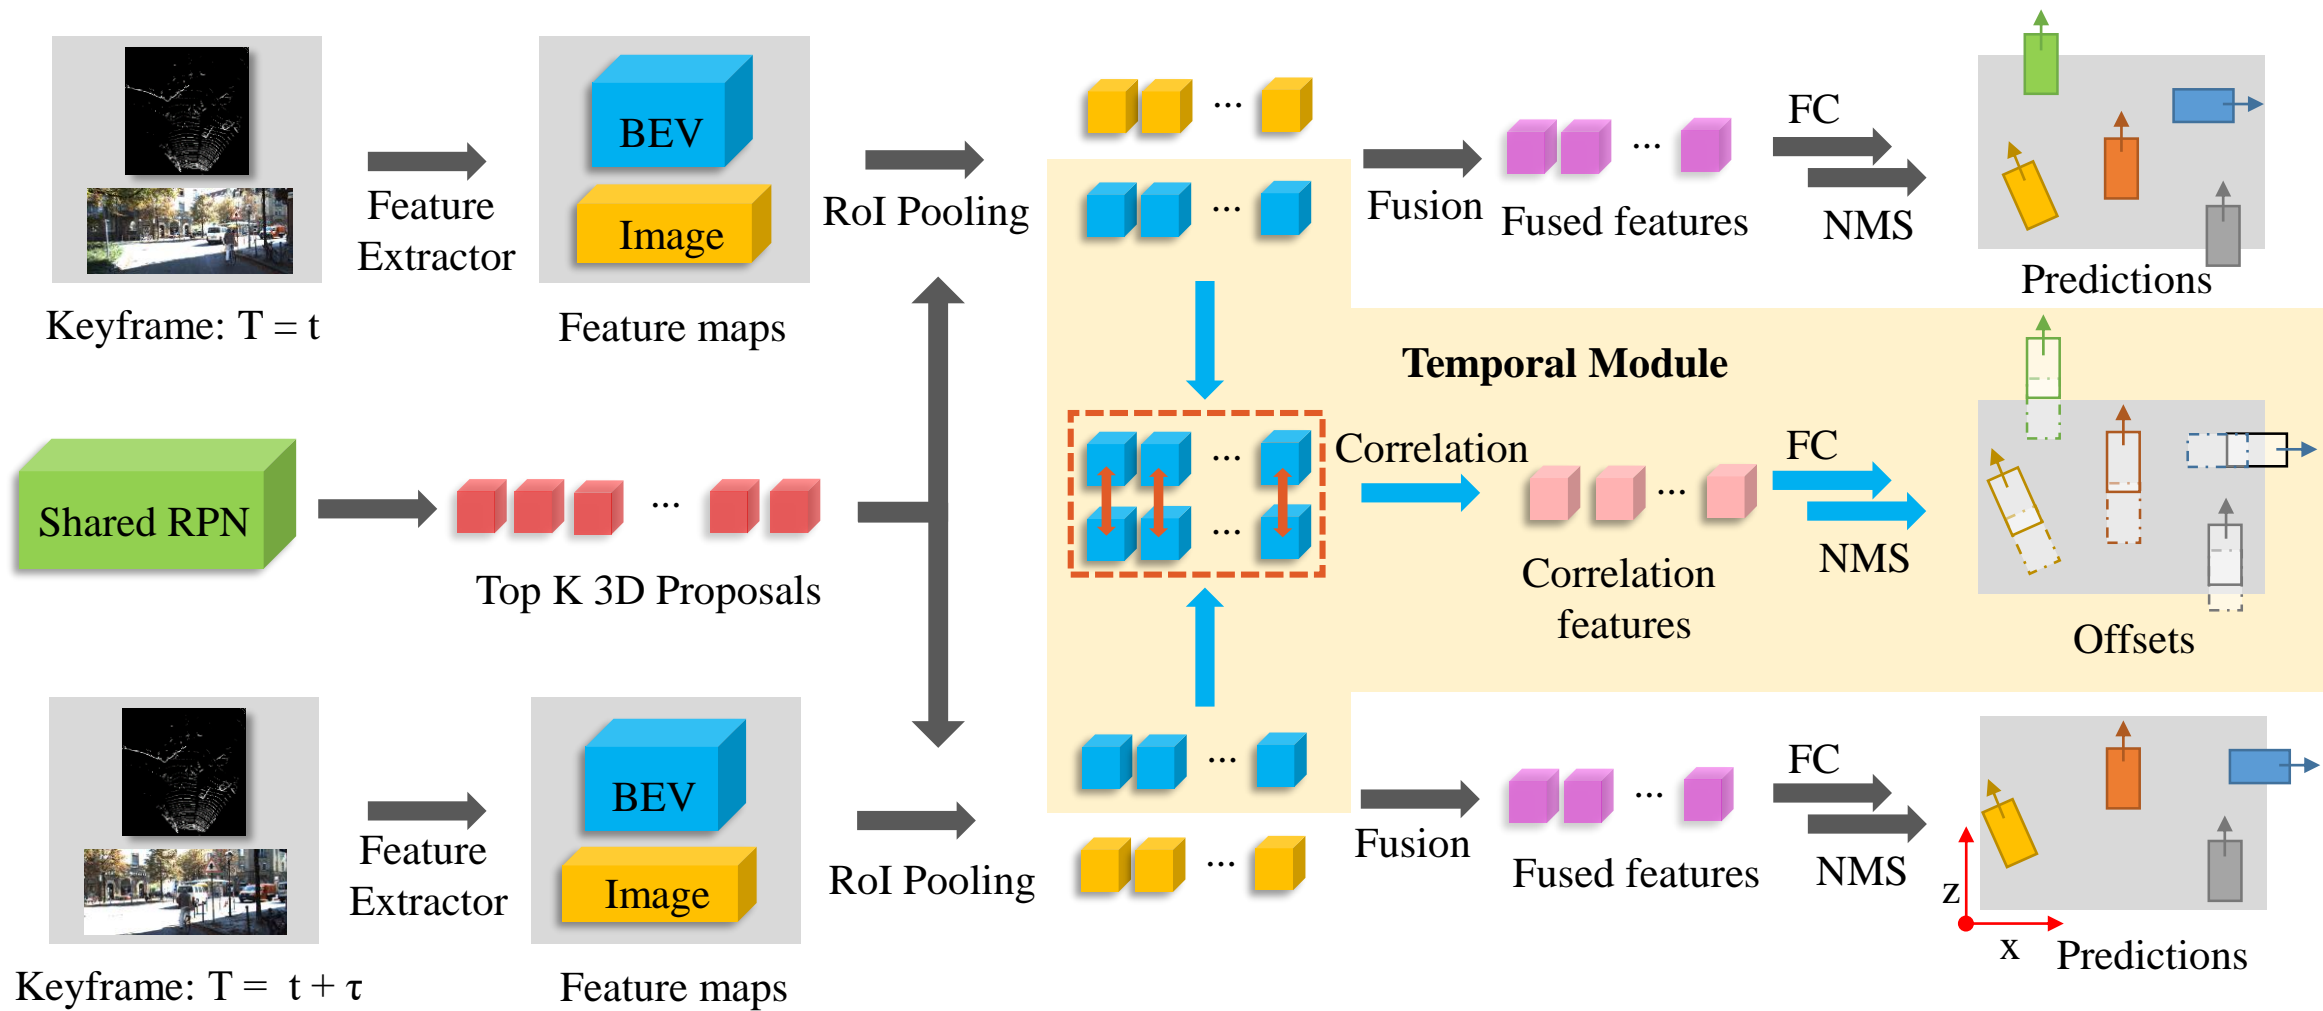 BEV
Image
Feature
Extractor
Keyframe: T = t
Feature maps
RoI Pooling
...
...
Fusion
...
Fused features
FC
NMS
Predictions
Temporal Module
Shared RPN
...
Top K 3D Proposals
...
...
Correlation
...
Correlation
features
FC
NMS
Offsets
BEV
Image
Feature
Extractor
Keyframe: T = t + τ
Feature maps
RoI Pooling
...
...
Fusion
...
Fused features
FC
NMS
z
x
Predictions